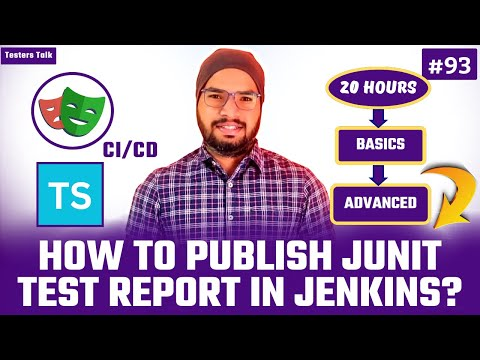 Testers Talk
#93
CI/CD
TS
20 HOURS
BASICS
ADVANCED
HOW TO PUBLISH JUNIT
TEST REPORT IN JENKINS?